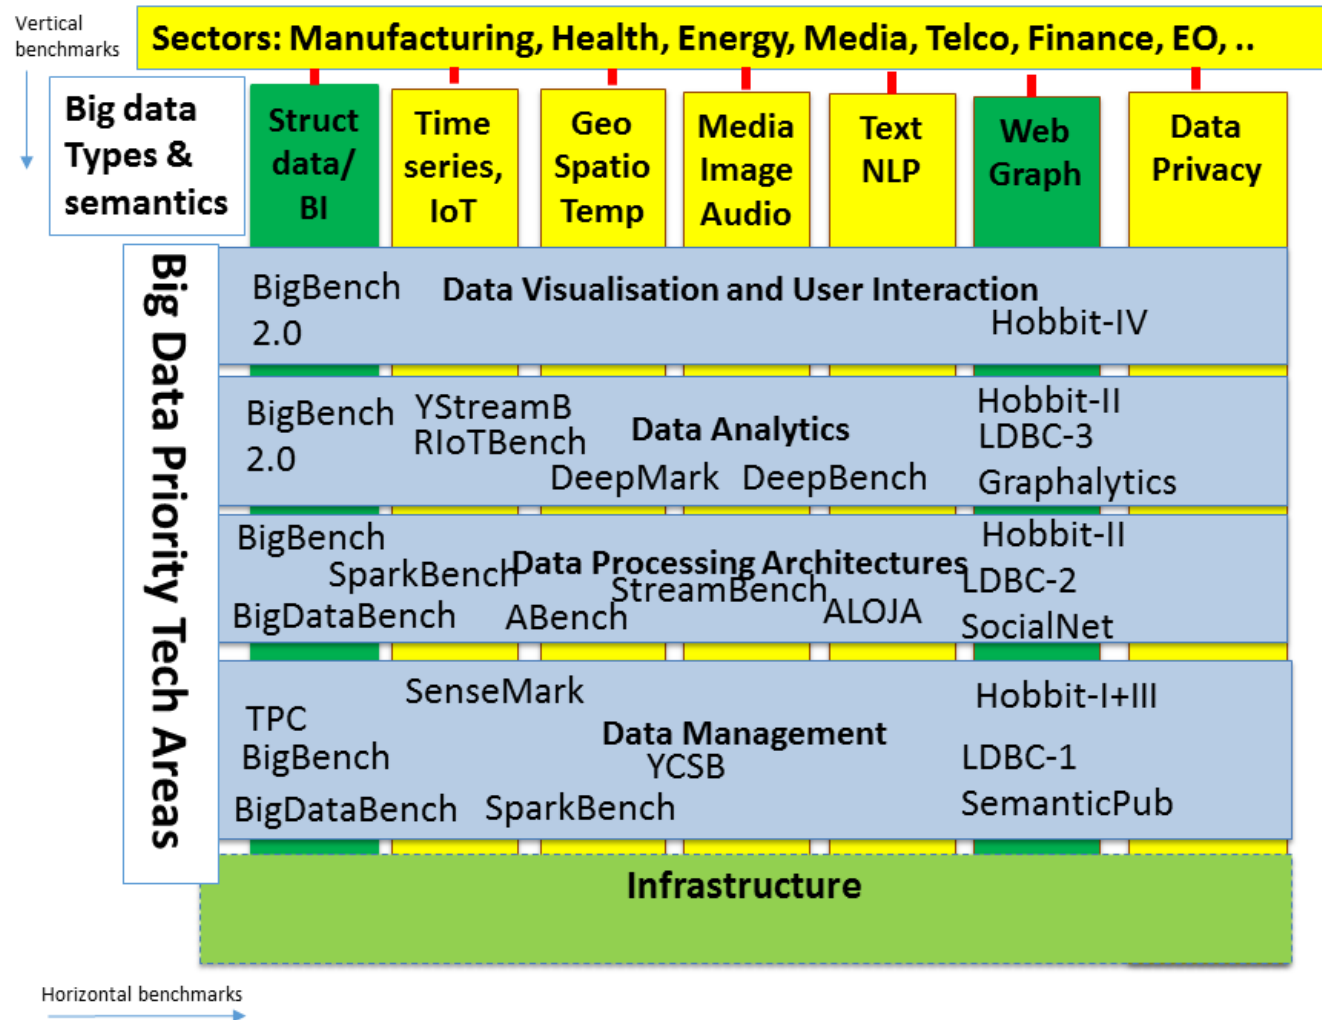 Vertical
benchmarks
Sectors: Manufacturing, Health, Energy, Media, Telco, Finance, EO, ..
Big data
Types &
semantics
Struct
data/
BI
Time
series,
IoT
Geo
Spatio
Temp
Media
Image
Audio
Text
NLP
Web
Graph
Data
Privacy
Big Data Priority Tech Areas
BigBench
2.0
Data Visualisation and User Interaction
Hobbit-IV
BigBench
2.0
YStreamB
RIoTBench
Data Analytics
DeepMark
DeepBench
Hobbit-II
LDBC-3
Graphalytics
BigBench
SparkBench
Data Processing Architectures
StreamBench
BigDataBench
ABench
ALOJA
Hobbit-II
LDBC-2
SocialNet
SenseMark
TPC
BigBench
Data Management
YCSB
BigDataBench
SparkBench
Hobbit-I+III
LDBC-1
SemanticPub
Infrastructure
Horizontal benchmarks